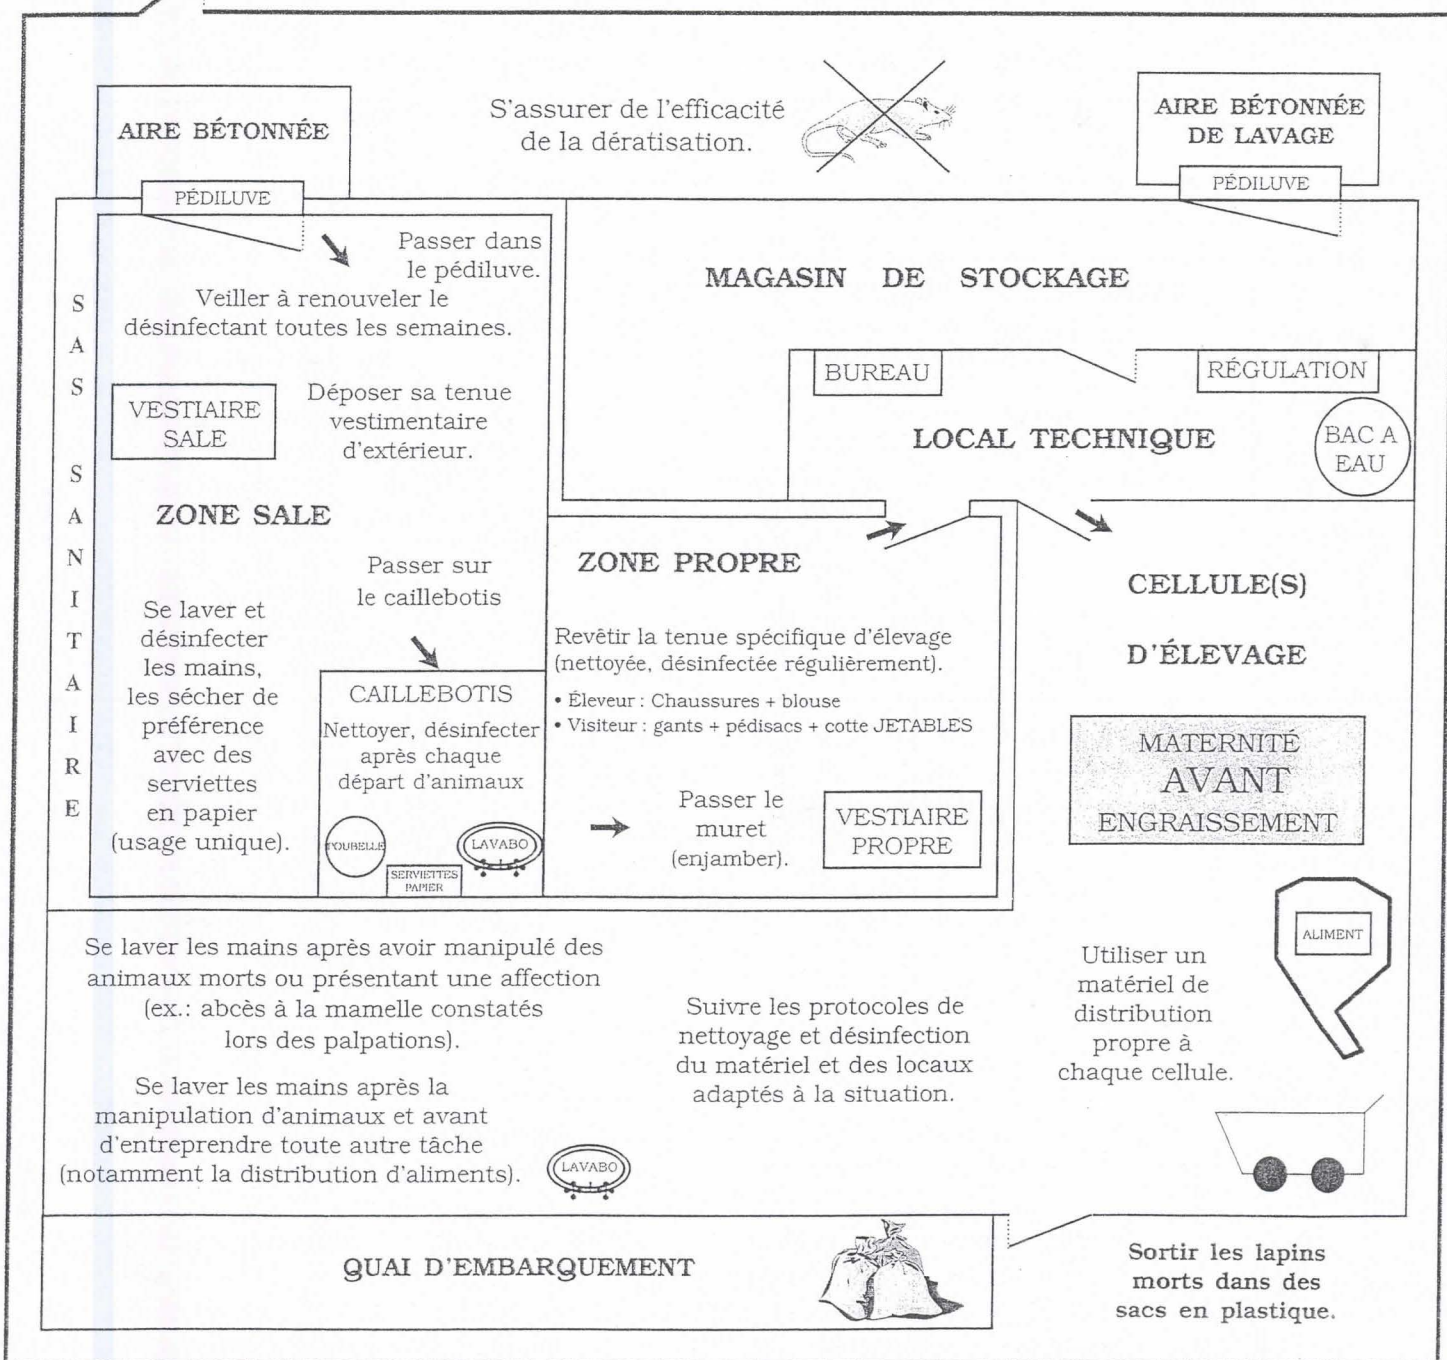 S'assurer de l'efficacité
de la dératisation.
AIRE BÉTONNÉE
PÉDILUVE
AIRE BÉTONNÉE
DE LAVAGE
PÉDILUVE
SAS SANITAIRE
Passer dans
le pédiluve.
Veiller à renouveler le
désinfectant toutes les semaines.
VESTIAIRE
SALE
Déposer sa tenue
vestimentaire
d'extérieur.
ZONE SALE
Passer sur
le caillebotis
Se laver et
désinfecter
les mains,
les sécher de
préférence
avec des
serviettes
en papier
(usage unique).
CAILLEBOTIS
Nettoyer, désinfecter
après chaque
départ d'animaux
POUBELLE
SERVIETTES
PAPIER
LAVABO
ZONE PROPRE
Revêtir la tenue spécifique d'élevage
(nettoyée, désinfectée régulièrement).
• Éleveur : Chaussures + blouse
• Visiteur : gants + pédisacs + cotte JETABLES
Passer le
muret
(enjamber).
VESTIAIRE
PROPRE
MAGASIN DE STOCKAGE
BUREAU
RÉGULATION
LOCAL TECHNIQUE
BAC A
EAU
CELLULE(S)
D'ÉLEVAGE
MATERNITÉ
AVANT
ENGRAISSEMENT
ALIMENT
Utiliser un
matériel de
distribution
propre à
chaque cellule.
Se laver les mains après avoir manipulé des
animaux morts ou présentant une affection
(ex.: abcès à la mamelle constatés
lors des palpations).
Se laver les mains après la
manipulation d'animaux et avant
d'entreprendre toute autre tâche
(notamment la distribution d'aliments).
LAVABO
Suivre les protocoles de
nettoyage et désinfection
du matériel et des locaux
adaptés à la situation.
QUAI D'EMBARQUEMENT
Sortir les lapins
morts dans des
sacs en plastique.